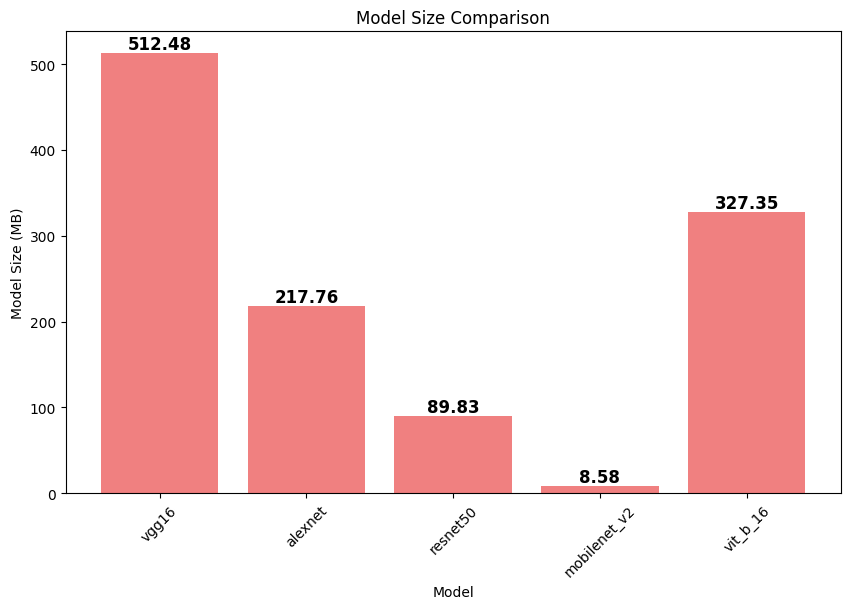 Model Size Comparison
Model Size (MB)
500
400
300
200
100
0
512.48
217.76
89.83
8.58
327.35
vgg16
alexnet
resnet50
mobilenet_v2
vit_b_16
Model